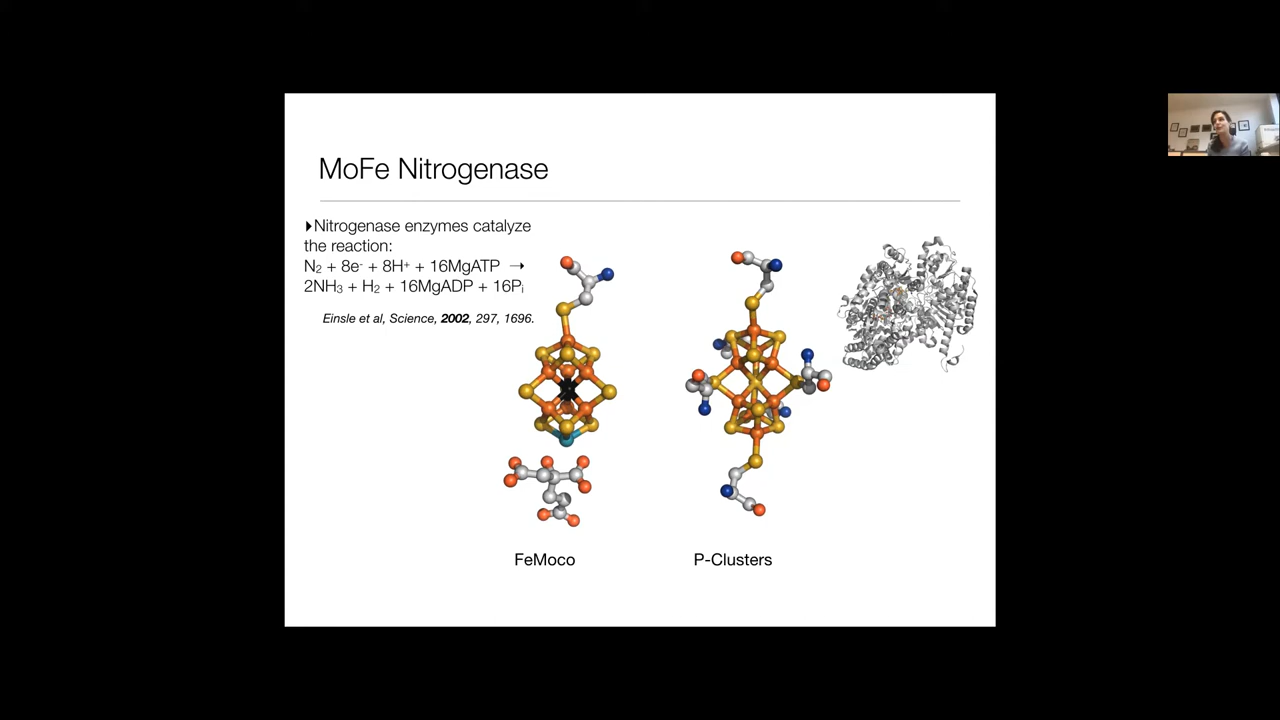 MoFe Nitrogenase
‣Nitrogenase enzymes catalyze
the reaction:
N₂ + 8e⁻ + 8H⁺ + 16MgATP →
2NH₃ + H₂ + 16MgADP + 16Pᵢ
Einsle et al, Science, 2002, 297, 1696.
FeMoco
P-Clusters